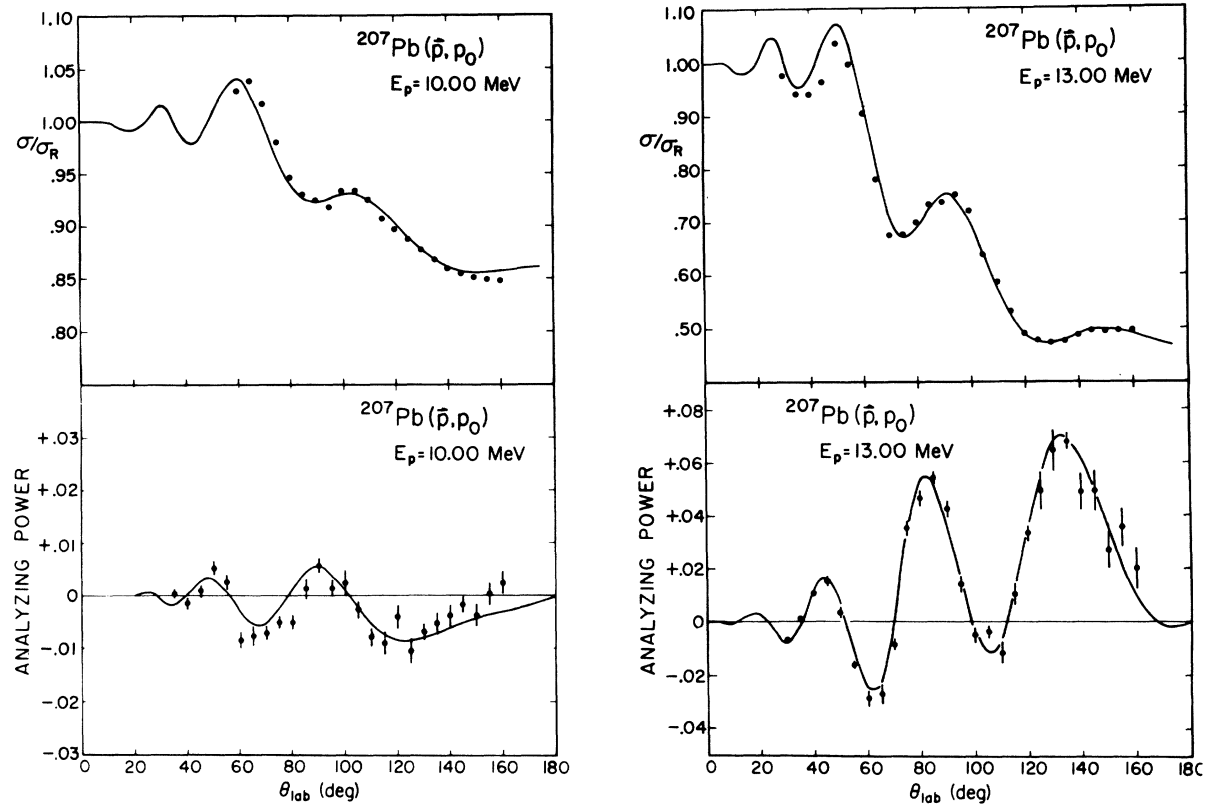 1.10
1.05
1.00
.95
.90
.85
.80
σ/σR
²⁰⁷Pb(p⃗, p₀)
Eₚ=10.00 MeV
+.03
+.02
+.01
0
-.01
-.02
-.03
ANALYZING POWER
²⁰⁷Pb(p⃗, p₀)
Eₚ=10.00 MeV
0 20 40 60 80 100 120 140 160 180
θlab (deg)
1.10
1.00
.90
.80
.70
.60
.50
σ/σR
²⁰⁷Pb(p⃗, p₀)
Eₚ=13.00 MeV
+.08
+.06
+.04
+.02
0
-.02
-.04
ANALYZING POWER
²⁰⁷Pb(p⃗, p₀)
Eₚ=13.00 MeV
0 20 40 60 80 100 120 140 160 180
θlab (deg)